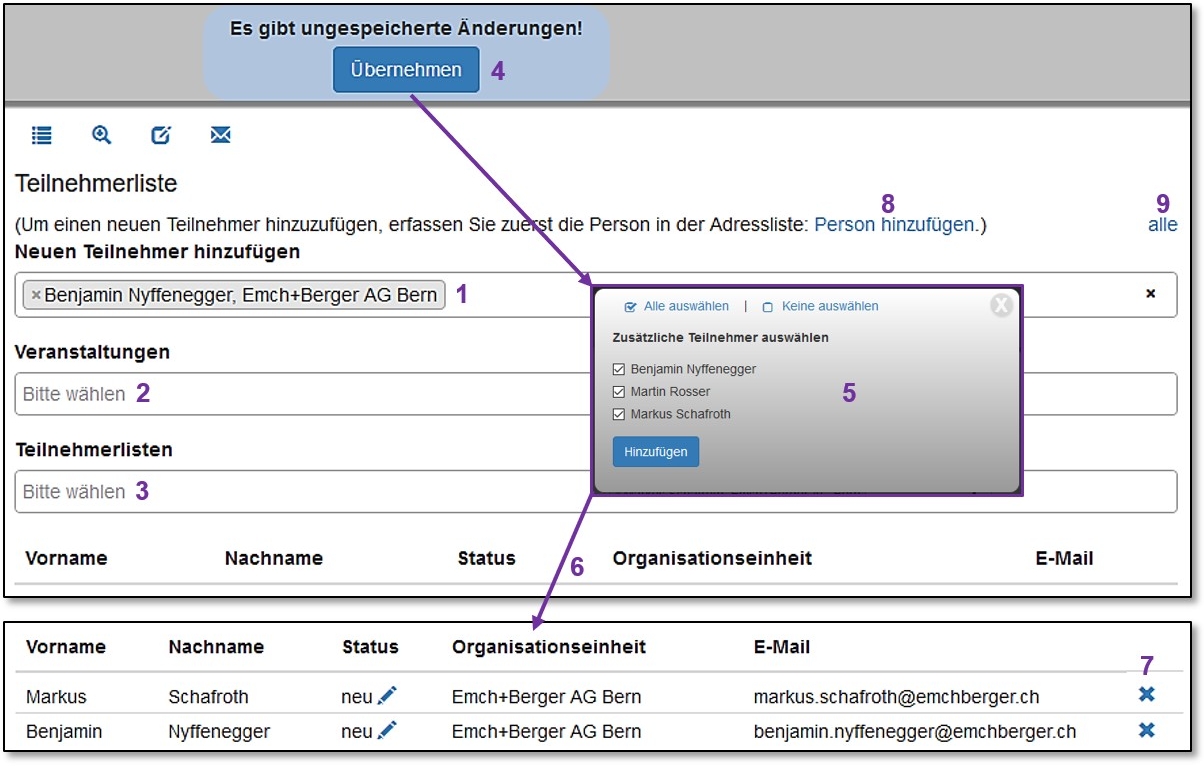 Es gibt ungespeicherte Änderungen!
Übernehmen 4
Teilnehmerliste
8 9
(Um einen neuen Teilnehmer hinzuzufügen, erfassen Sie zuerst die Person in der Adressliste: Person hinzufügen.) alle
Neuen Teilnehmer hinzufügen
×Benjamin Nyffenegger, Emch+Berger AG Bern 1 ×
Alle auswählen | Keine auswählen X
Zusätzliche Teilnehmer auswählen
Benjamin Nyffenegger
Martin Rosser
Markus Schafroth
5
Hinzufügen
Veranstaltungen
Bitte wählen 2
Teilnehmerlisten
Bitte wählen 3
Vorname Nachname Status Organisationseinheit E-Mail
6
Vorname Nachname Status Organisationseinheit E-Mail
7
Markus Schafroth neu Emch+Berger AG Bern markus.schafroth@emchberger.ch
Benjamin Nyffenegger neu Emch+Berger AG Bern benjamin.nyffenegger@emchberger.ch